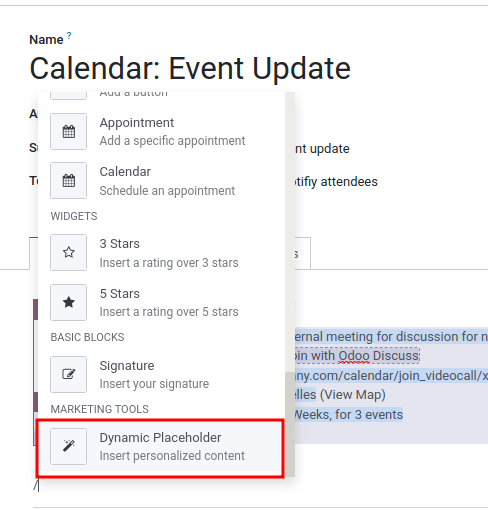 Name ?
Calendar: Event Update
Add a button
Appointment
Add a specific appointment
nt update
Calendar
Schedule an appointment
otifiy attendees
WIDGETS
3 Stars
Insert a rating over 3 stars
5 Stars
Insert a rating over 5 stars
ernal meeting for discussion for n
BASIC BLOCKS
oin with Odoo Discuss:
Signature
Insert your signature
ny.com/calendar/join_videocall/x
elles (View Map)
MARKETING TOOLS
Weeks, for 3 events
Dynamic Placeholder
Insert personalized content
/